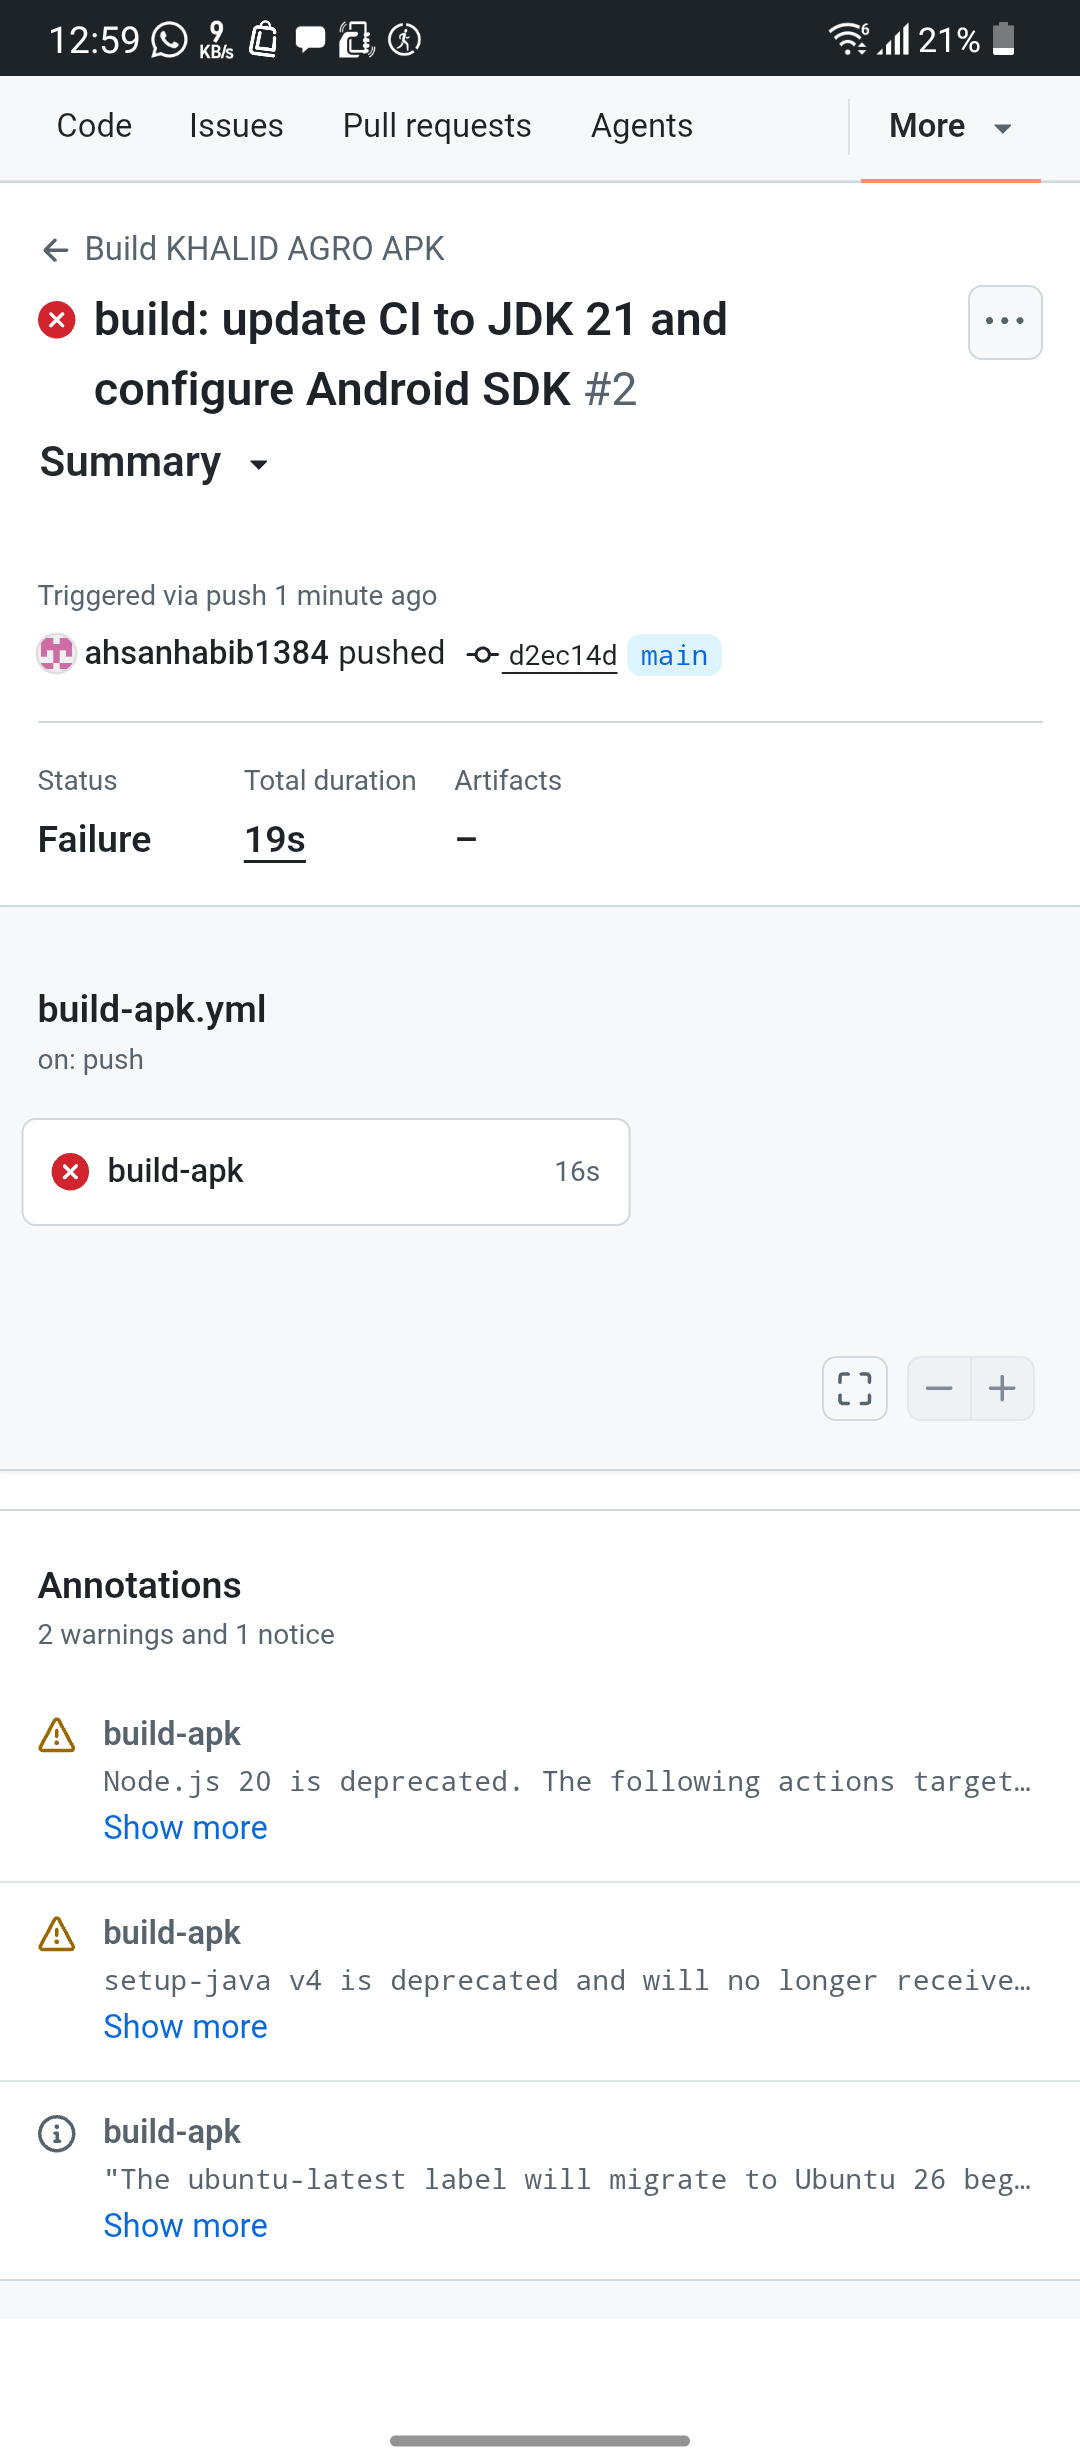 12:59
9
KB/s
6
21%
Code Issues Pull requests Agents More
Build KHALID AGRO APK
build: update CI to JDK 21 and
configure Android SDK #2
Summary
Triggered via push 1 minute ago
ahsanhabib1384 pushed d2ec14d main
Status Total duration Artifacts
Failure 19s –
build-apk.yml
on: push
build-apk 16s
Annotations
2 warnings and 1 notice
build-apk
Node.js 20 is deprecated. The following actions target…
Show more
build-apk
setup-java v4 is deprecated and will no longer receive…
Show more
build-apk
"The ubuntu-latest label will migrate to Ubuntu 26 beg…
Show more